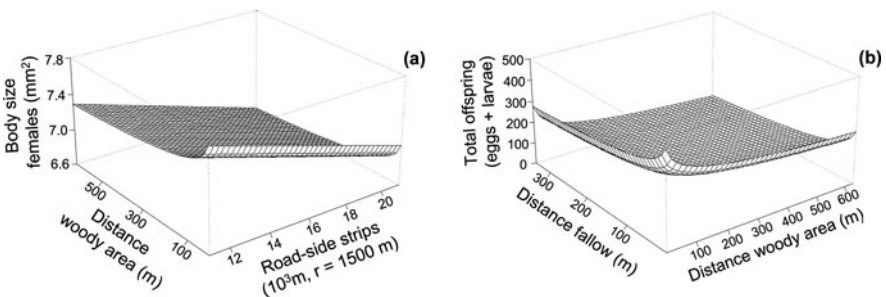 (a)
7.8
7.4
7.0
6.6
Body size
females (mm²)
500
300
100
Distance
woody area (m)
12
14
16
18
20
Road-side strips
(10³m, r = 1500 m)
(b)
500
400
300
200
100
0
Total offspring
(eggs + larvae)
300
200
100
Distance fallow (m)
100
200
300
400
500
600
Distance woody area (m)